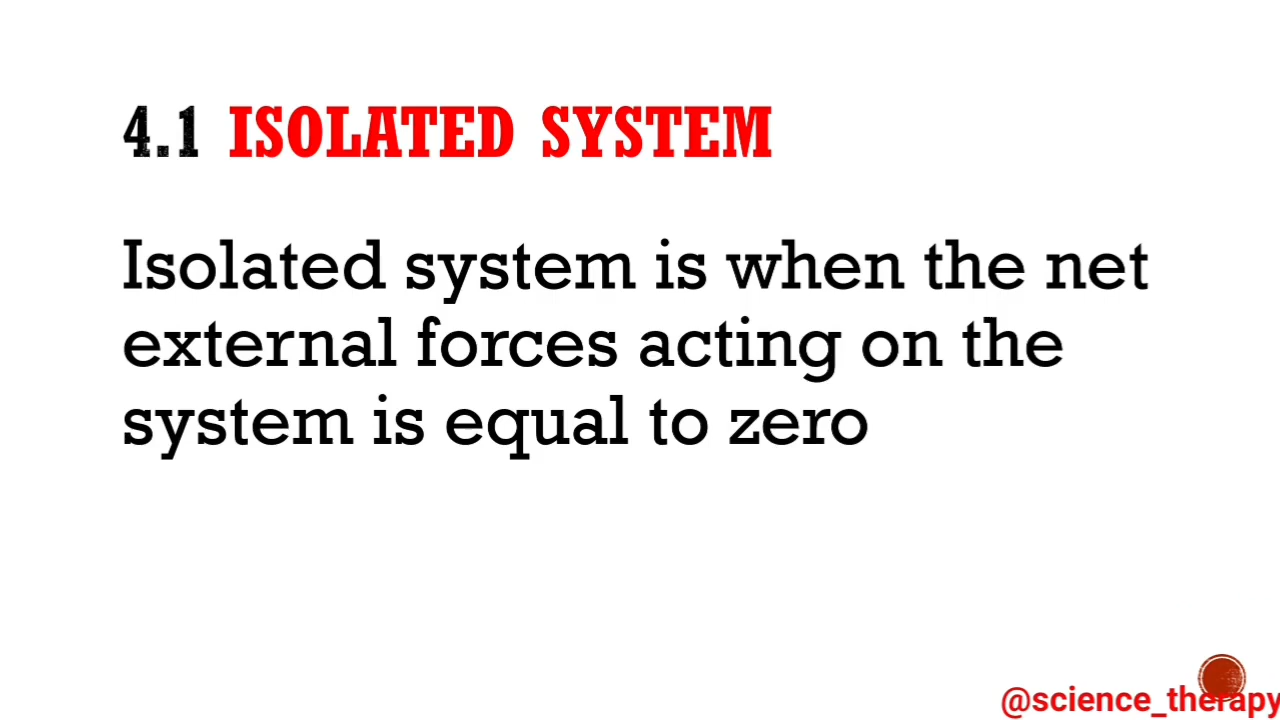 4.1 ISOLATED SYSTEM
Isolated system is when the net
external forces acting on the
system is equal to zero
@science_therapy